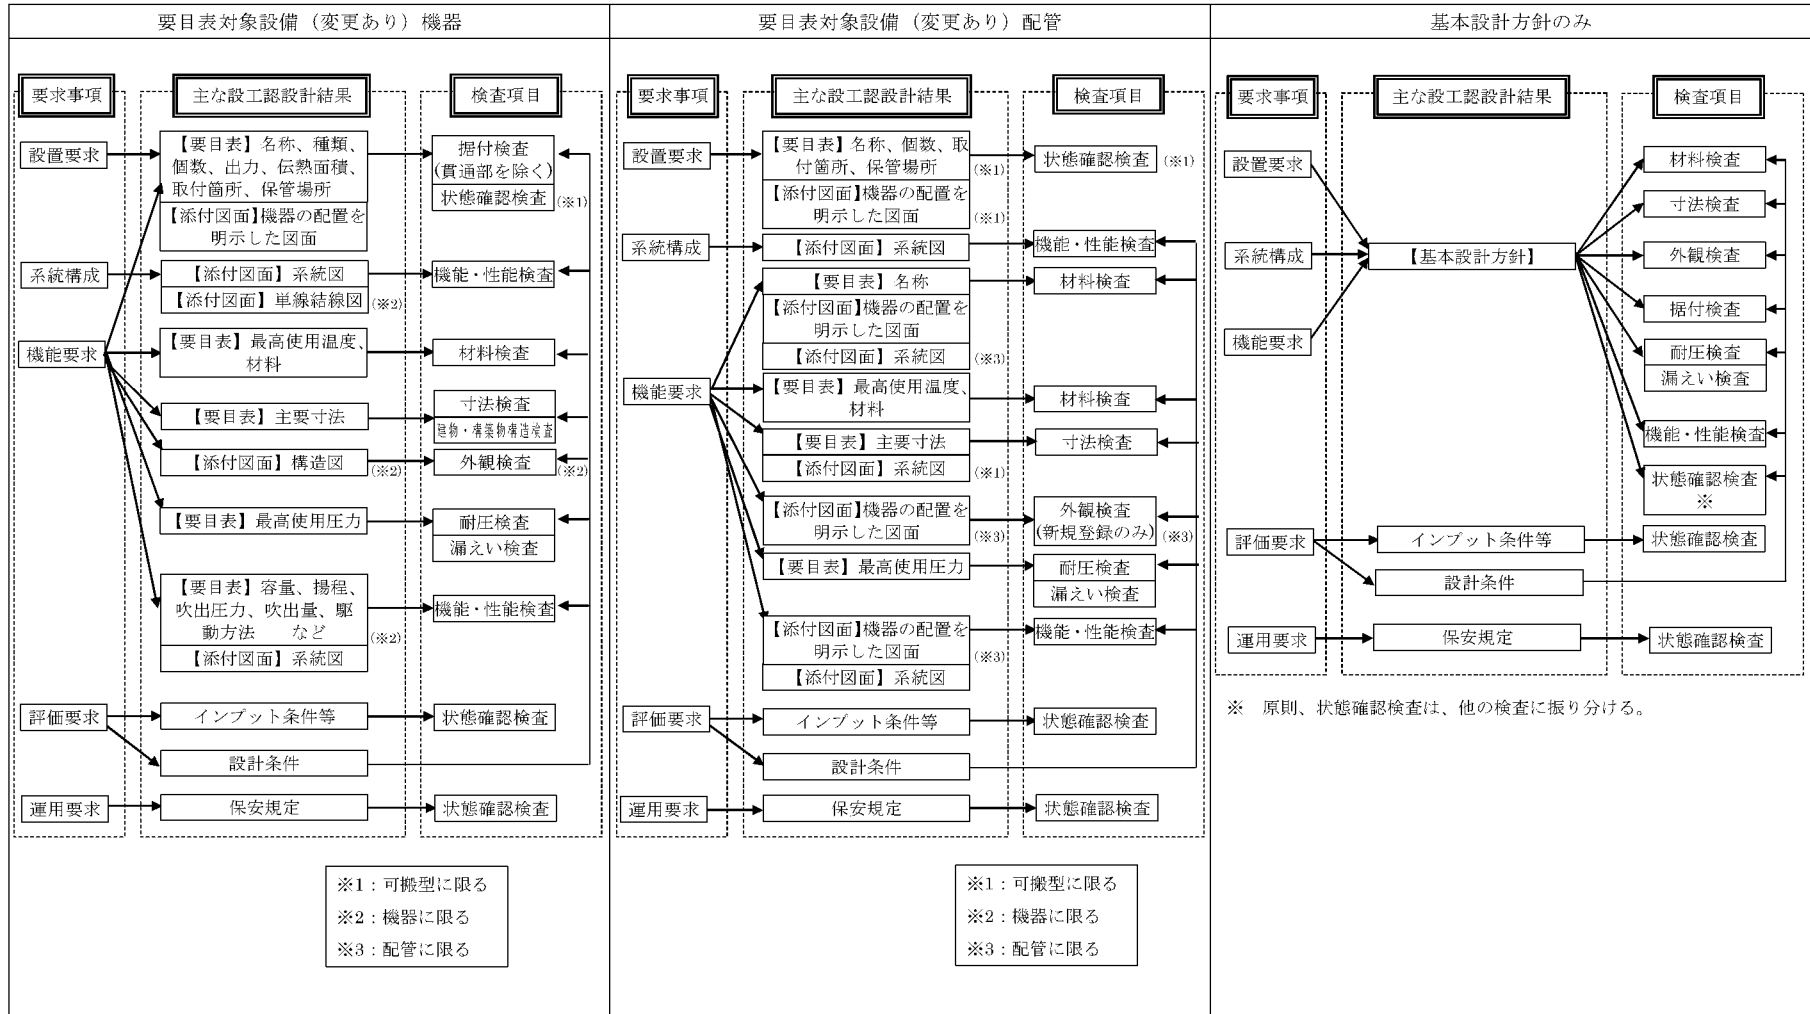 要目表対象設備（変更あり）機器
要求事項
主な設工認設計結果
検査項目
設置要求
【要目表】名称、種類、
個数、出力、伝熱面積、
取付箇所、保管場所
【添付図面】機器の配置を
明示した図面
据付検査
(貫通部を除く)
状態確認検査
(※1)
系統構成
【添付図面】系統図
【添付図面】単線結線図
(※2)
機能・性能検査
機能要求
【要目表】最高使用温度、
材料
材料検査
【要目表】主要寸法
寸法検査
建物・構築物構造検査
【添付図面】構造図
(※2)
外観検査
(※2)
【要目表】最高使用圧力
耐圧検査
漏えい検査
【要目表】容量、揚程、
吹出圧力、吹出量、駆
動方法　　など
(※2)
【添付図面】系統図
機能・性能検査
評価要求
インプット条件等
状態確認検査
設計条件
運用要求
保安規定
状態確認検査
※1：可搬型に限る
※2：機器に限る
※3：配管に限る
要目表対象設備（変更あり）配管
要求事項
主な設工認設計結果
検査項目
設置要求
【要目表】名称、個数、取
付箇所、保管場所
(※1)
【添付図面】機器の配置を
明示した図面
(※1)
状態確認検査
(※1)
系統構成
【添付図面】系統図
機能・性能検査
機能要求
【要目表】名称
【添付図面】機器の配置を
明示した図面
【添付図面】系統図
(※3)
材料検査
【要目表】最高使用温度、
材料
材料検査
【要目表】主要寸法
【添付図面】系統図
(※1)
寸法検査
【添付図面】機器の配置を
明示した図面
(※3)
外観検査
(新規登録のみ)
(※3)
【要目表】最高使用圧力
耐圧検査
漏えい検査
【添付図面】機器の配置を
明示した図面
(※3)
【添付図面】系統図
機能・性能検査
評価要求
インプット条件等
状態確認検査
設計条件
運用要求
保安規定
状態確認検査
※1：可搬型に限る
※2：機器に限る
※3：配管に限る
基本設計方針のみ
要求事項
主な設工認設計結果
検査項目
設置要求
系統構成
機能要求
【基本設計方針】
材料検査
寸法検査
外観検査
据付検査
耐圧検査
漏えい検査
機能・性能検査
状態確認検査
※
評価要求
インプット条件等
状態確認検査
設計条件
運用要求
保安規定
状態確認検査
※　原則、状態確認検査は、他の検査に振り分ける。